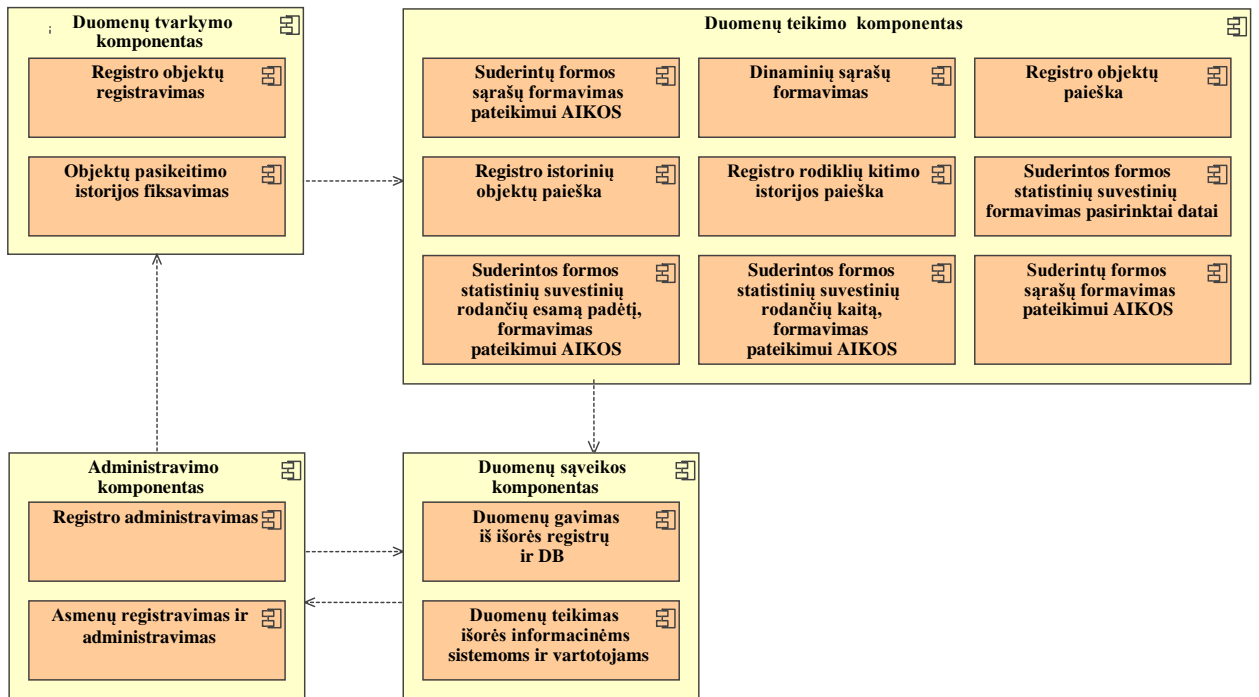 Duomenų tvarkymo
komponentas
Registro objektų
registravimas
Objektų pasikeitimo
istorijos fiksavimas
Duomenų teikimo komponentas
Suderintų formos
sąrašų formavimas
pateikimui AIKOS
Dinaminių sąrašų
formavimas
Registro objektų
paieška
Registro istorinių
objektų paieška
Registro rodiklių kitimo
istorijos paieška
Suderintos formos
statistinių suvestinių
formavimas pasirinktai datai
Suderintos formos
statistinių suvestinių
rodančių esamą padėtį,
formavimas
pateikimui AIKOS
Suderintos formos
statistinių suvestinių
rodančių kaitą,
formavimas
pateikimui AIKOS
Suderintų formos
sąrašų formavimas
pateikimui AIKOS
Administravimo
komponentas
Registro administravimas
Asmenų registravimas ir
administravimas
Duomenų sąveikos
komponentas
Duomenų gavimas
iš išorės registrų
ir DB
Duomenų teikimas
išorės informacinėms
sistemoms ir vartotojams